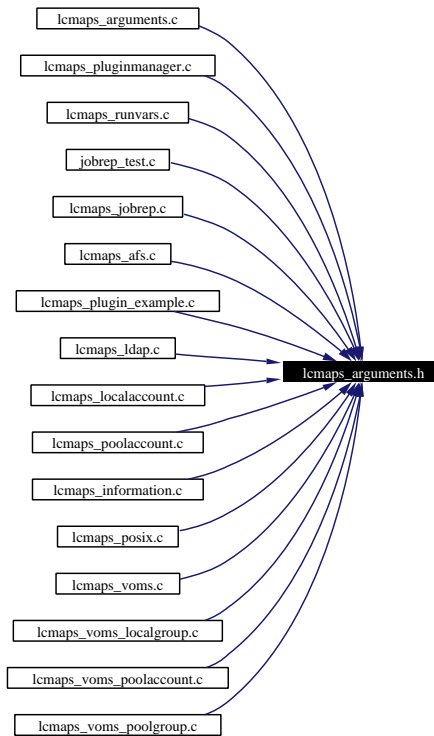 lcmaps_arguments.c
lcmaps_pluginmanager.c
lcmaps_runvars.c
jobrep_test.c
lcmaps_jobrep.c
lcmaps_afs.c
lcmaps_plugin_example.c
lcmaps_ldap.c
lcmaps_arguments.h
lcmaps_localaccount.c
lcmaps_poolaccount.c
lcmaps_information.c
lcmaps_posix.c
lcmaps_voms.c
lcmaps_voms_localgroup.c
lcmaps_voms_poolaccount.c
lcmaps_voms_poolgroup.c